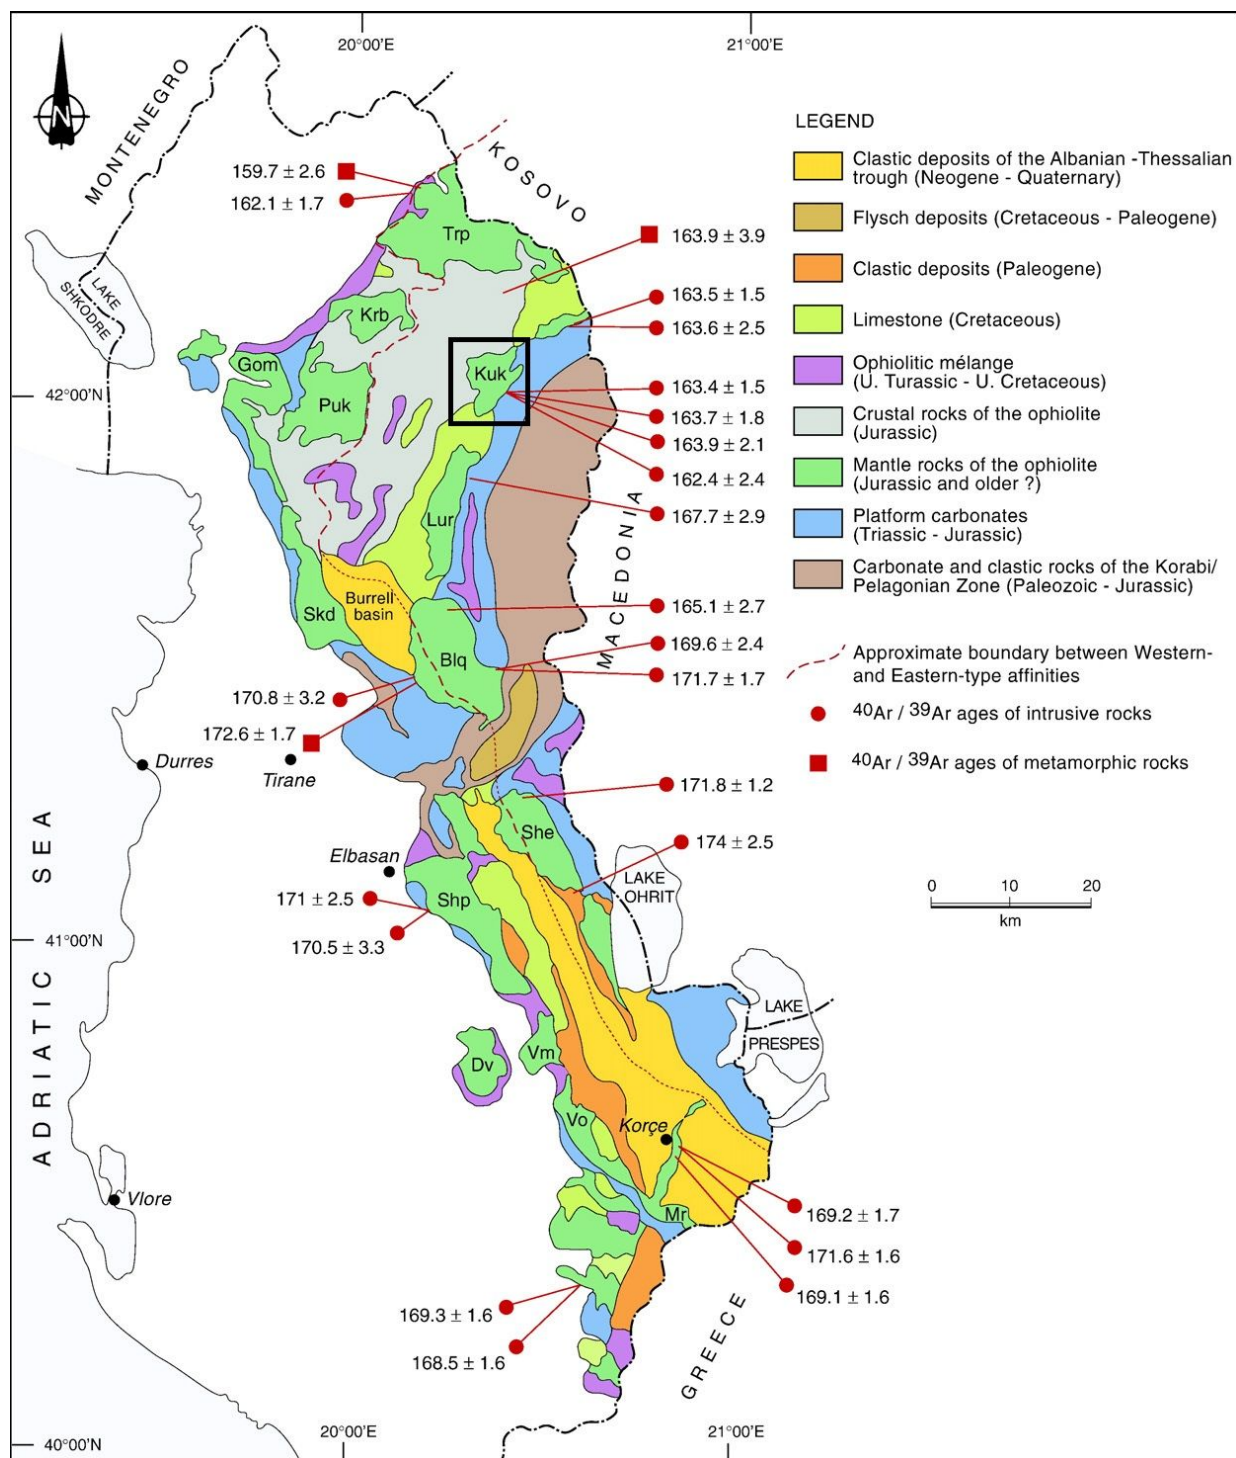 20°00'E
21°00'E
N
MONTENEGRO
KOSOVO
LAKE
SHKODRE
159.7 ± 2.6
162.1 ± 1.7
Trp
163.9 ± 3.9
163.5 ± 1.5
163.6 ± 2.5
Krb
Gom
Puk
Kuk
42°00'N
163.4 ± 1.5
163.7 ± 1.8
163.9 ± 2.1
162.4 ± 2.4
167.7 ± 2.9
MACEDONIA
Lur
Burrell
basin
Skd
Blq
165.1 ± 2.7
169.6 ± 2.4
171.7 ± 1.7
170.8 ± 3.2
172.6 ± 1.7
Durres
Tirane
171.8 ± 1.2
She
174 ± 2.5
Elbasan
LAKE
OHRIT
Shp
171 ± 2.5
170.5 ± 3.3
41°00'N
ADRIATIC SEA
LAKE
PRESPES
Dv
Vm
Vo
Korçe
Vlore
Mr
169.2 ± 1.7
171.6 ± 1.6
169.1 ± 1.6
169.3 ± 1.6
168.5 ± 1.6
GREECE
40°00'N
20°00'E
21°00'E
LEGEND
Clastic deposits of the Albanian -Thessalian
trough (Neogene - Quaternary)
Flysch deposits (Cretaceous - Paleogene)
Clastic deposits (Paleogene)
Limestone (Cretaceous)
Ophiolitic mélange
(U. Turassic - U. Cretaceous)
Crustal rocks of the ophiolite
(Jurassic)
Mantle rocks of the ophiolite
(Jurassic and older ?)
Platform carbonates
(Triassic - Jurassic)
Carbonate and clastic rocks of the Korabi/
Pelagonian Zone (Paleozoic - Jurassic)
Approximate boundary between Western-
and Eastern-type affinities
⁴⁰Ar / ³⁹Ar ages of intrusive rocks
⁴⁰Ar / ³⁹Ar ages of metamorphic rocks
0 10 20
km